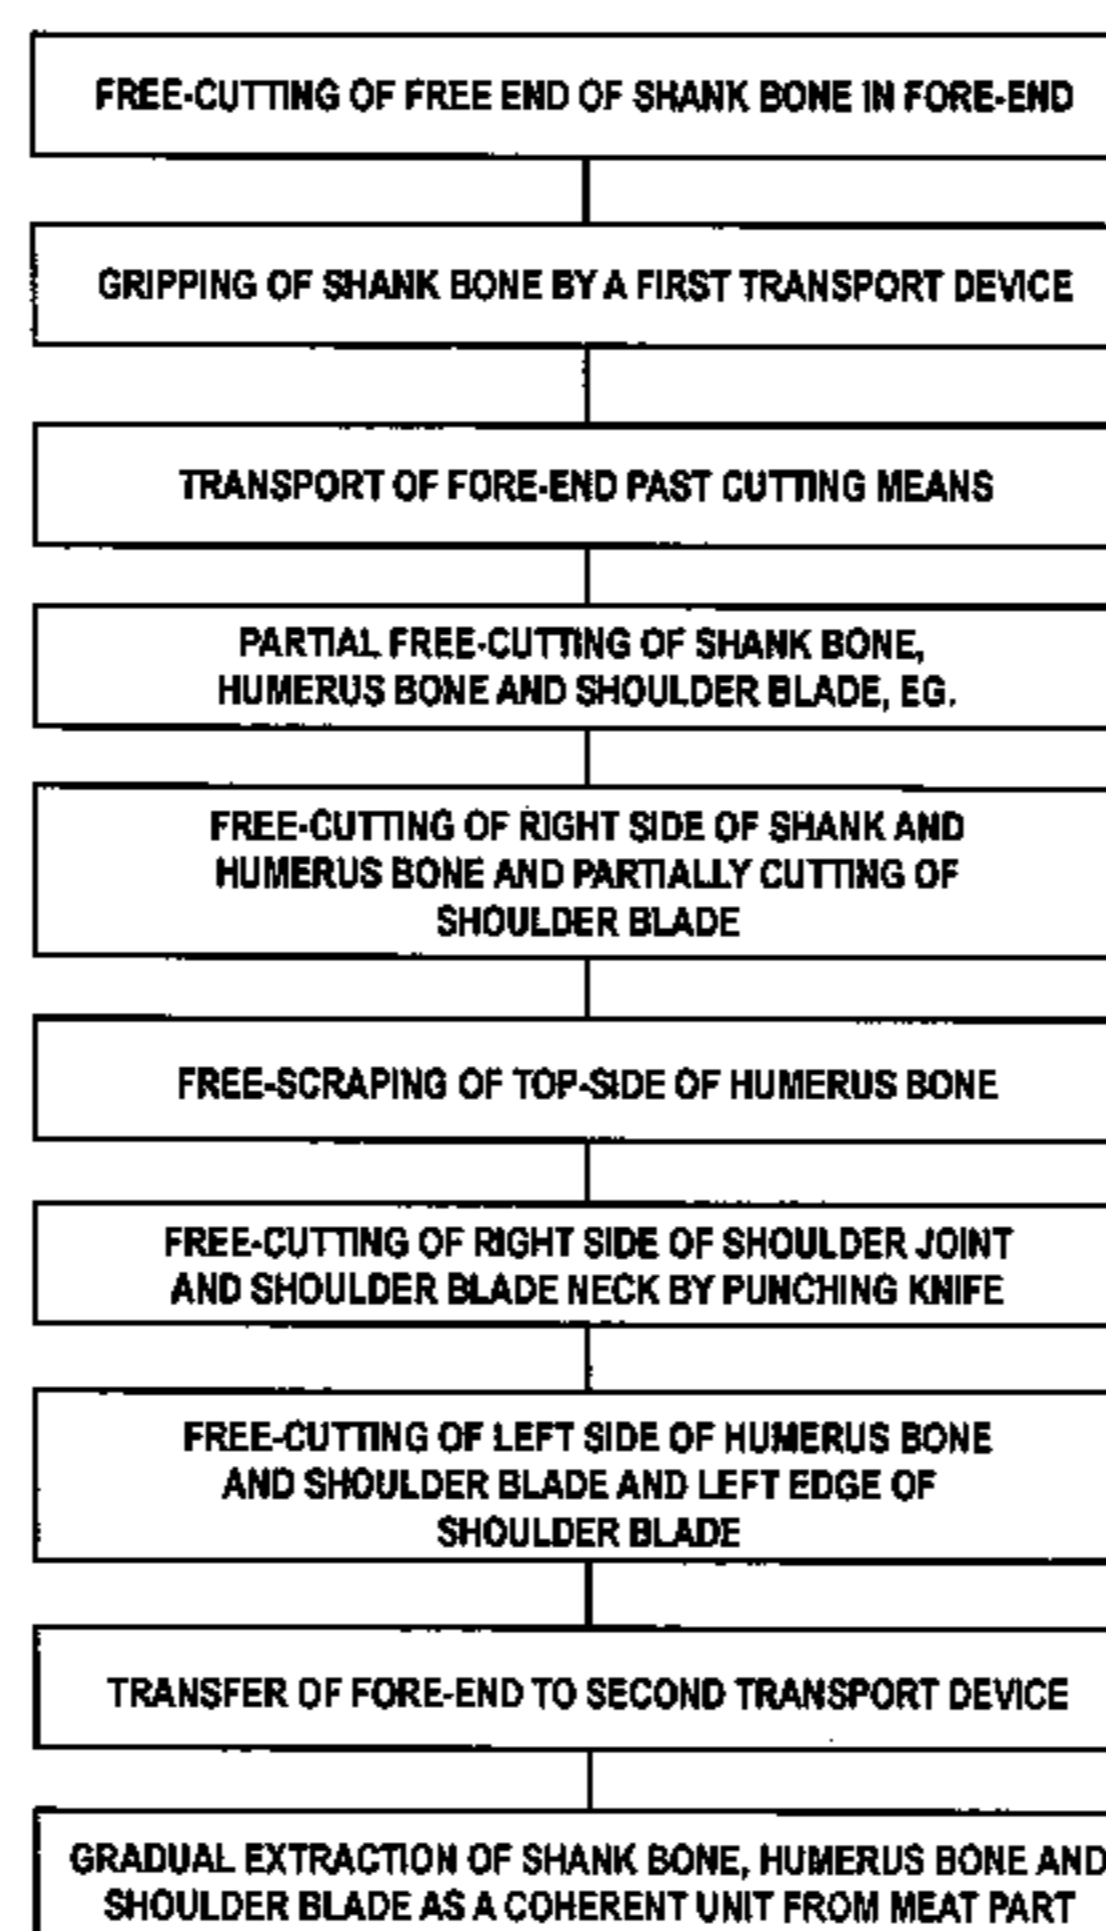 FREE-CUTTING OF FREE END OF SHANK BONE IN FORE-END
GRIPPING OF SHANK BONE BY A FIRST TRANSPORT DEVICE
TRANSPORT OF FORE-END PAST CUTTING MEANS
PARTIAL FREE-CUTTING OF SHANK BONE,
HUMERUS BONE AND SHOULDER BLADE, EG.
FREE-CUTTING OF RIGHT SIDE OF SHANK AND
HUMERUS BONE AND PARTIALLY CUTTING OF
SHOULDER BLADE
FREE-SCRAPING OF TOP-SIDE OF HUMERUS BONE
FREE-CUTTING OF RIGHT SIDE OF SHOULDER JOINT
AND SHOULDER BLADE NECK BY PUNCHING KNIFE
FREE-CUTTING OF LEFT SIDE OF HUMERUS BONE
AND SHOULDER BLADE AND LEFT EDGE OF
SHOULDER BLADE
TRANSFER OF FORE-END TO SECOND TRANSPORT DEVICE
GRADUAL EXTRACTION OF SHANK BONE, HUMERUS BONE AND
SHOULDER BLADE AS A COHERENT UNIT FROM MEAT PART